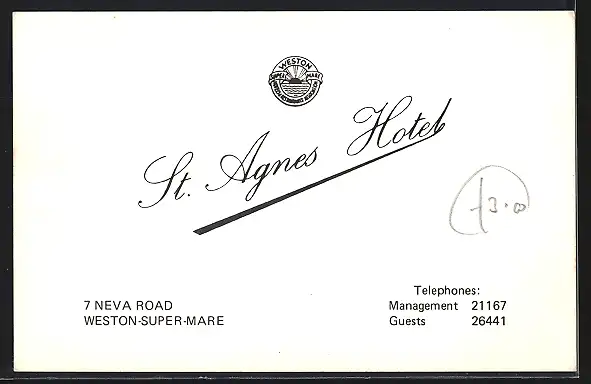 WESTON
SUPER MARE
St. Agnes Hotel
£3.00
7 NEVA ROAD
WESTON-SUPER-MARE
Telephones:
Management 21167
Guests 26441